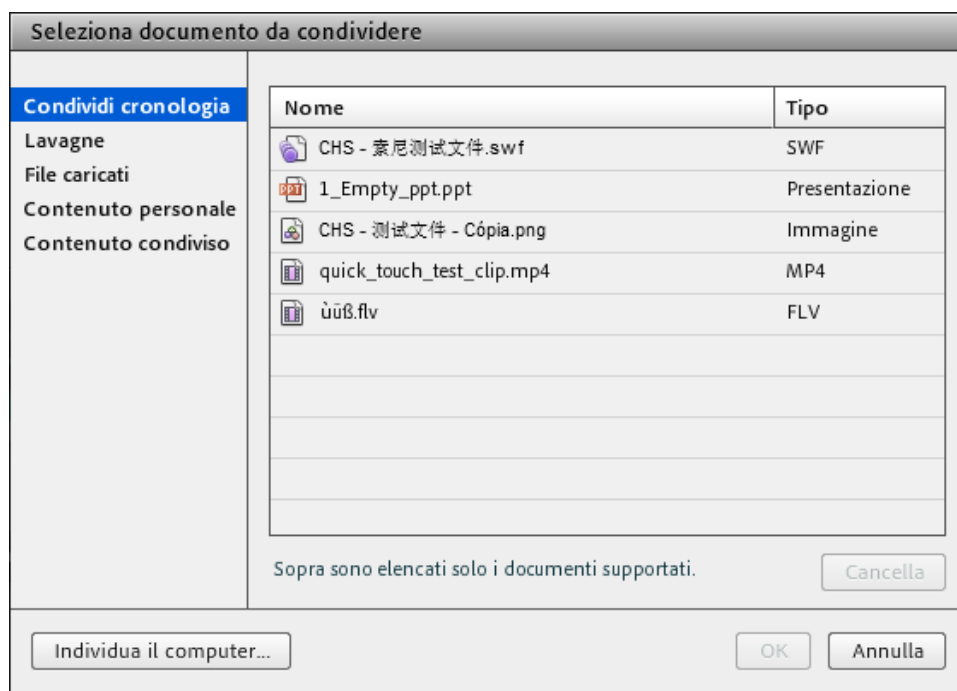 Seleziona documento da condividere
Condividi cronologia
Lavagne
File caricati
Contenuto personale
Contenuto condiviso
Nome Tipo
CHS - 索尼测试文件.swf SWF
PPT 1_Empty_ppt.ppt Presentazione
CHS - 测试文件 - Cópia.png Immagine
quick_touch_test_clip.mp4 MP4
ùūß.flv FLV
Sopra sono elencati solo i documenti supportati.
Cancella
Individua il computer...
OK
Annulla